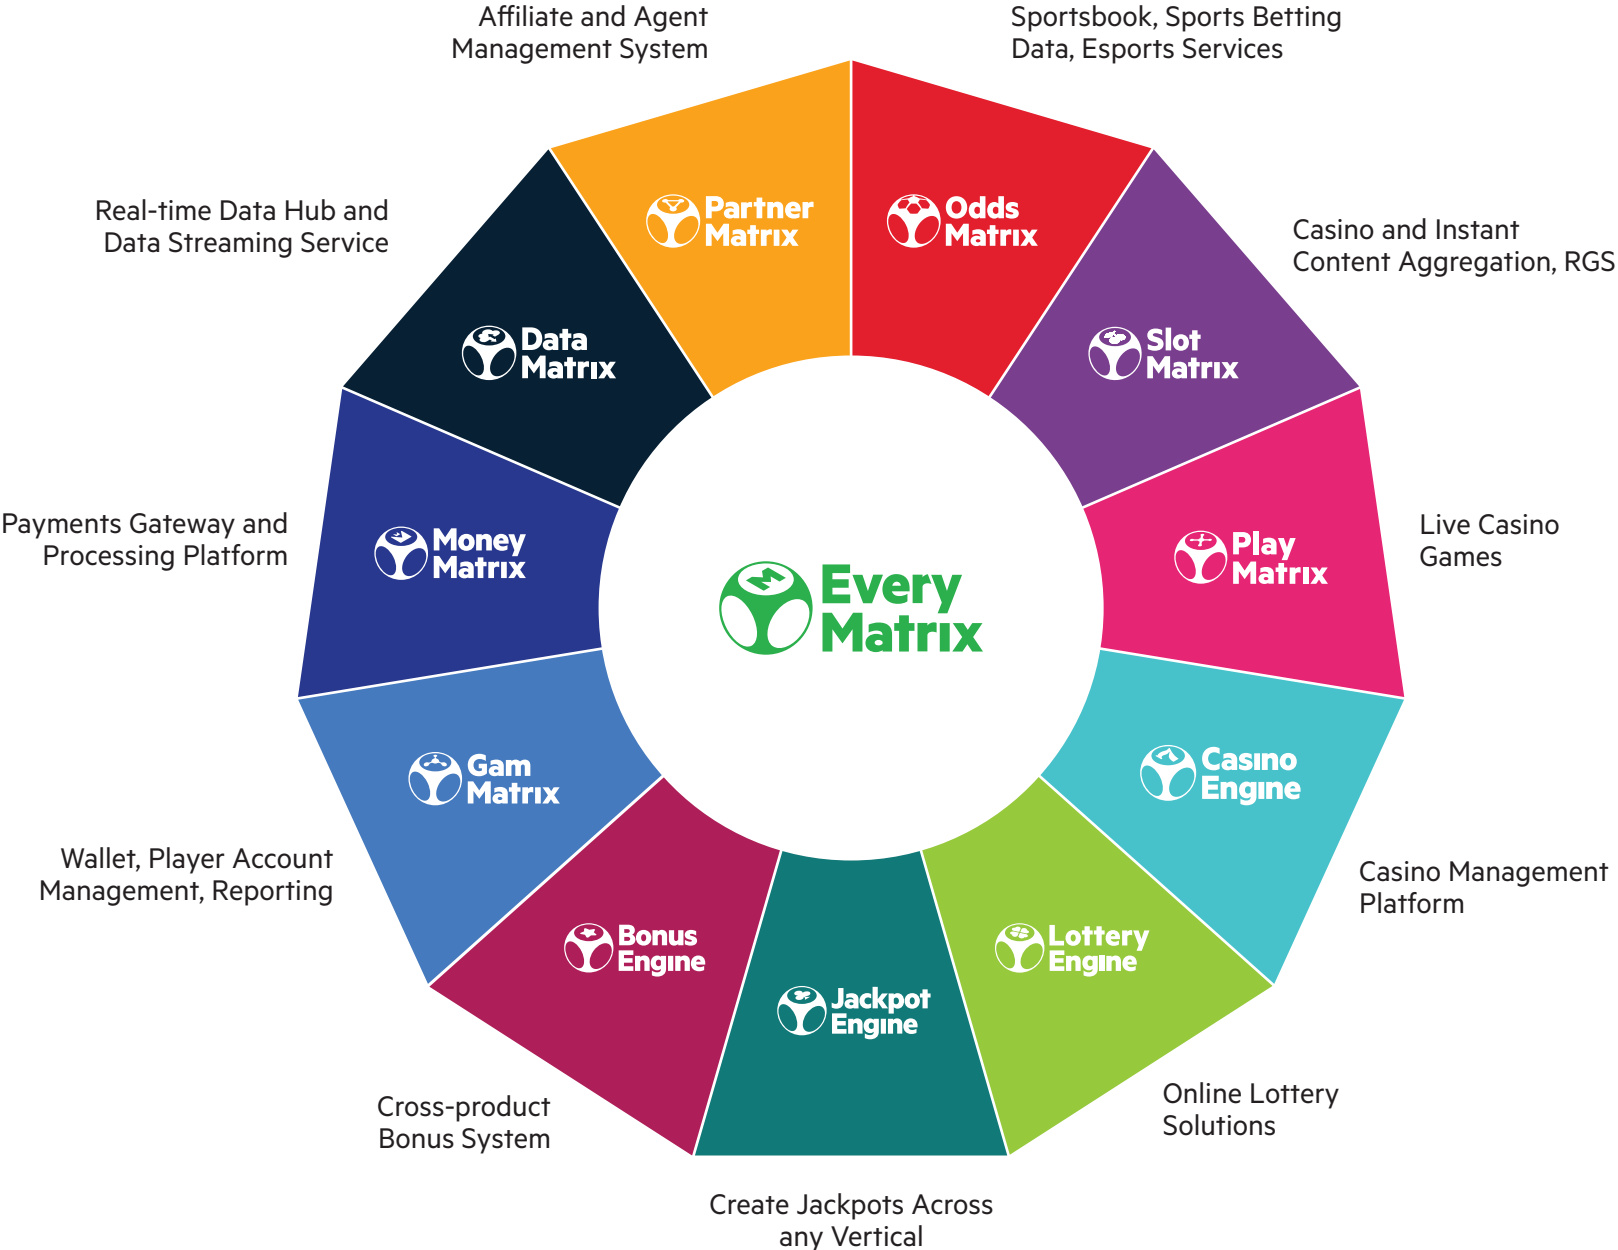 Affiliate and Agent
Management System
Sportsbook, Sports Betting
Data, Esports Services
Real-time Data Hub and
Data Streaming Service
Partner
Matrix
Odds
Matrix
Casino and Instant
Content Aggregation, RGS
Data
Matrix
Slot
Matrix
Payments Gateway and
Processing Platform
Money
Matrix
Play
Matrix
Live Casino
Games
M
Every
Matrix
Gam
Matrix
Casino
Engine
Wallet, Player Account
Management, Reporting
Casino Management
Platform
Bonus
Engine
Lottery
Engine
Jackpot
Engine
Cross-product
Bonus System
Online Lottery
Solutions
Create Jackpots Across
any Vertical